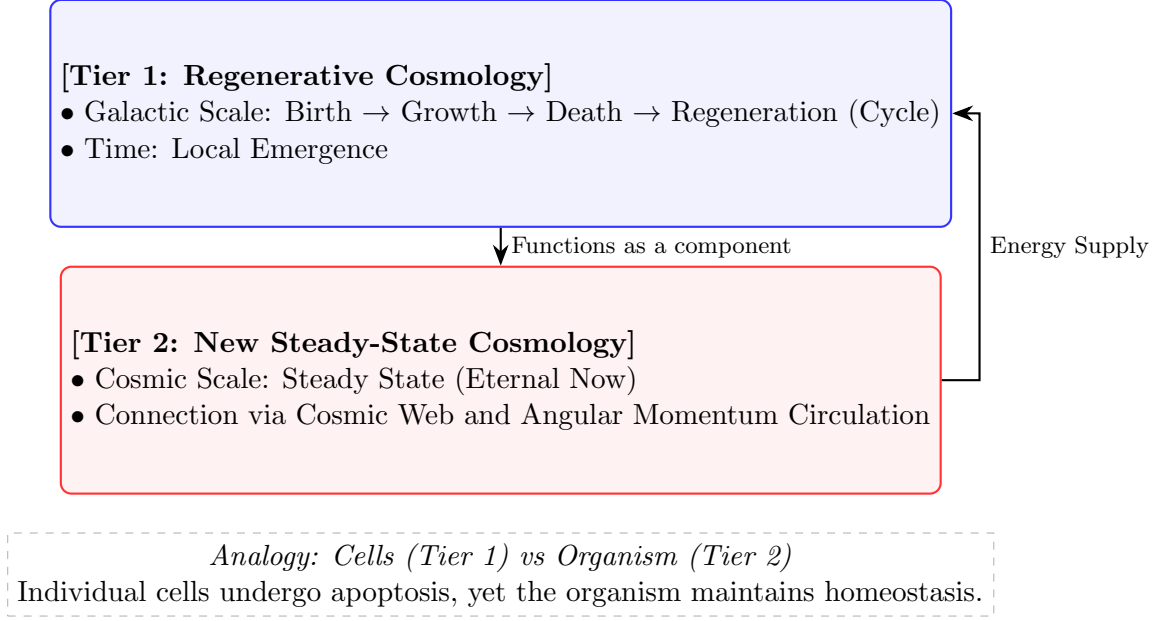 [Tier 1: Regenerative Cosmology]
• Galactic Scale: Birth → Growth → Death → Regeneration (Cycle)
• Time: Local Emergence
Functions as a component
Energy Supply
[Tier 2: New Steady-State Cosmology]
• Cosmic Scale: Steady State (Eternal Now)
• Connection via Cosmic Web and Angular Momentum Circulation
Analogy: Cells (Tier 1) vs Organism (Tier 2)
Individual cells undergo apoptosis, yet the organism maintains homeostasis.